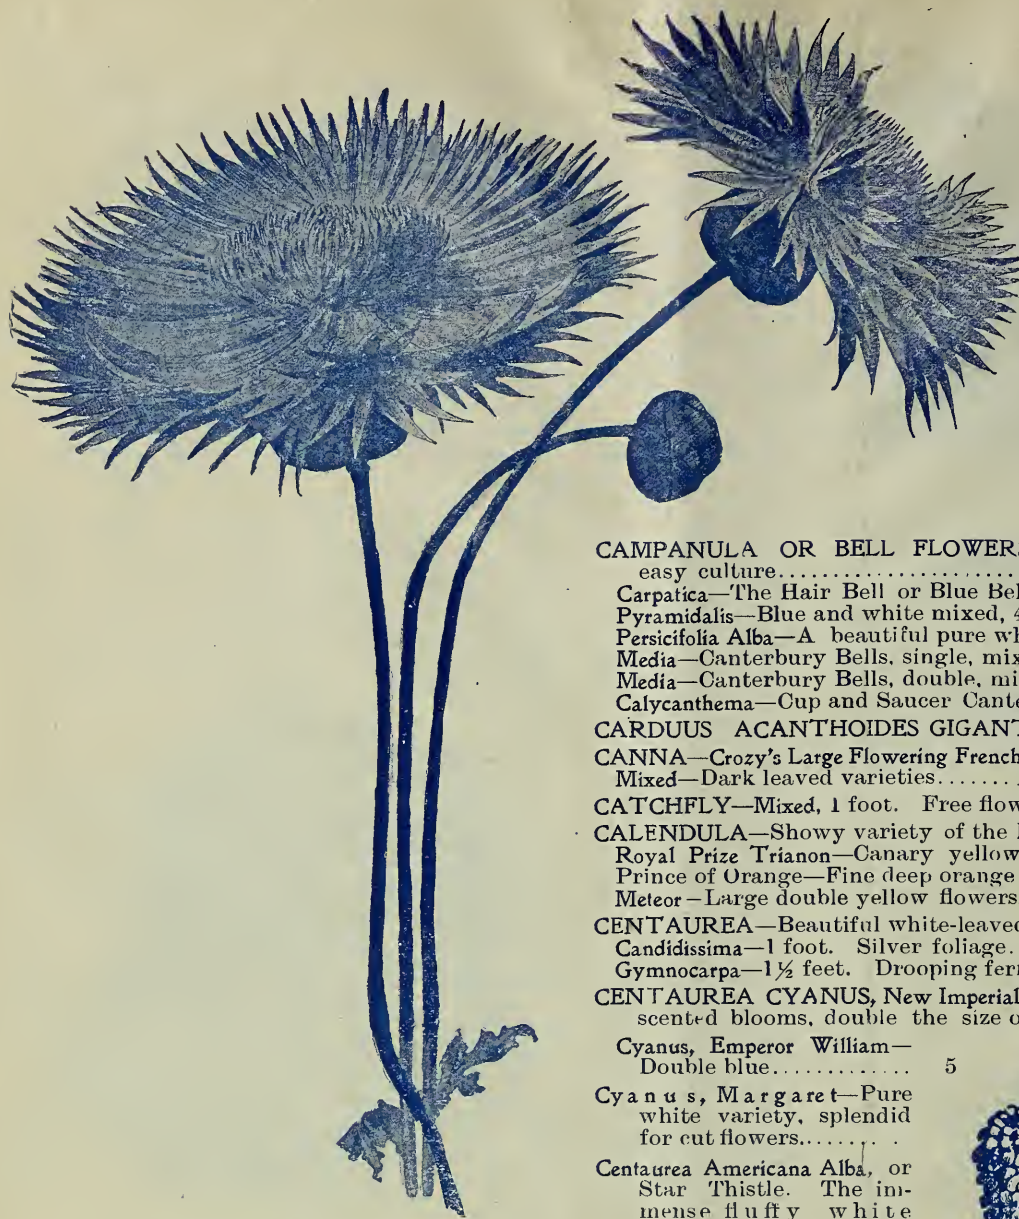 CAMPANULA OR BELL FLOWER
easy culture....................
Carpatica—The Hair Bell or Blue Bel
Pyramidalis—Blue and white mixed, 4
Persicifolia Alba—A beautiful pure wh
Media—Canterbury Bells, single, mix
Media—Canterbury Bells, double, mi
Calycanthema—Cup and Saucer Cante
CARDUUS ACANTHOIDES GIGANT
CANNA—Crozy's Large Flowering French
Mixed—Dark leaved varieties........
CATCHFLY—Mixed, 1 foot. Free flow
CALENDULA—Showy variety of the
Royal Prize Trianon—Canary yellow
Prince of Orange—Fine deep orange
Meteor—Large double yellow flowers
CENTAUREA—Beautiful white-leaved
Candidissima—1 foot. Silver foliage.
Gymnocarpa—1½ feet. Drooping fer
CENTAUREA CYANUS, New Imperial
scented blooms, double the size o
Cyanus, Emperor William—
Double blue............. 5
Cyanus, Margaret—Pure
white variety, splendid
for cut flowers.........
Centaurea Americana Alba, or
Star Thistle. The im-
mense fluffy white